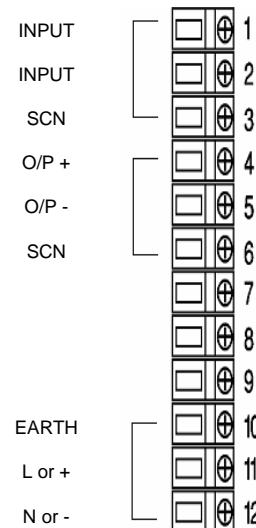 INPUT 1
INPUT 2
SCN 3
O/P + 4
O/P - 5
SCN 6
7
8
9
EARTH 10
L or + 11
N or - 12